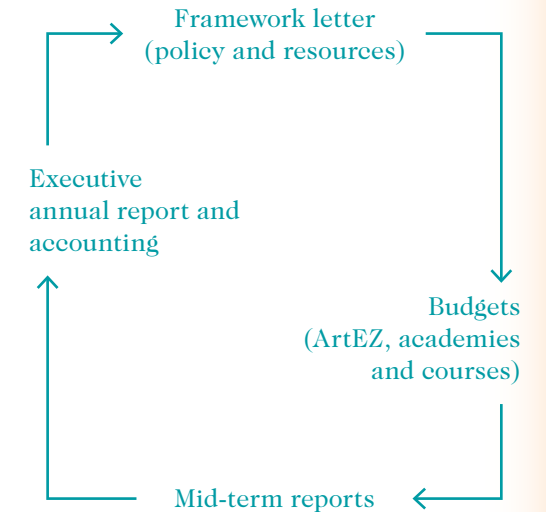 Framework letter
(policy and resources)
Executive
annual report and
accounting
Budgets
(ArtEZ, academies
and courses)
Mid-term reports